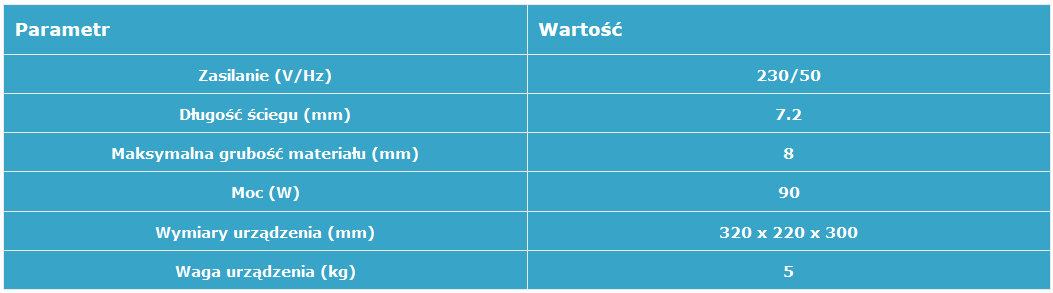 Parametr Wartość
Zasilanie (V/Hz) 230/50
Długość ściegu (mm) 7.2
Maksymalna grubość materiału (mm) 8
Moc (W) 90
Wymiary urządzenia (mm) 320 x 220 x 300
Waga urządzenia (kg) 5